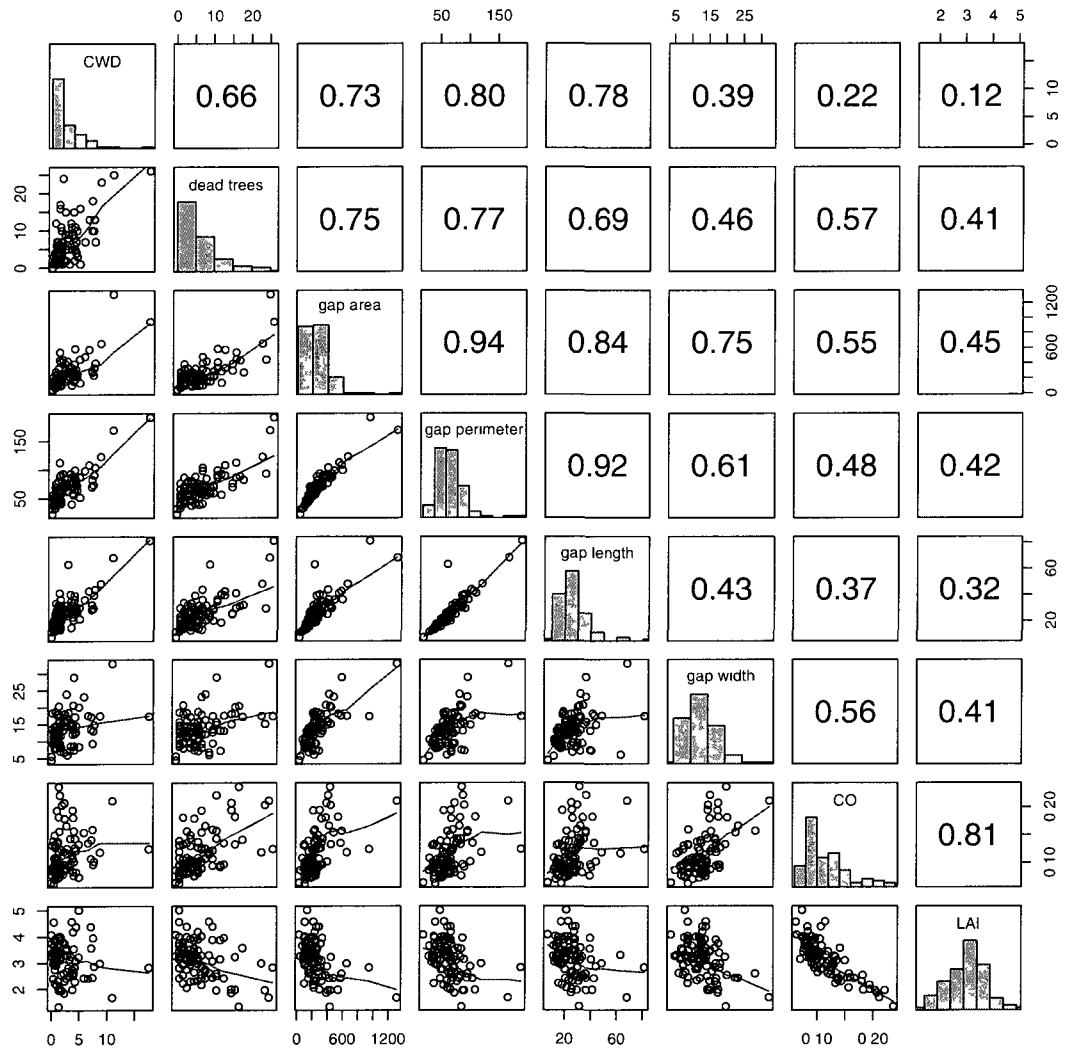 0 10 20 50 150 5 15 25 2 3 4 5
CWD 0.66 0.73 0.80 0.78 0.39 0.22 0.12 0 5 10
0 10 20 dead trees 0.75 0.77 0.69 0.46 0.57 0.41
gap area 0.94 0.84 0.75 0.55 0.45 0 600 1200
50 150 gap perimeter 0.92 0.61 0.48 0.42
gap length 0.43 0.37 0.32 20 60
5 15 25 gap width 0.56 0.41
CO 0.81 0 10 0 20
2 3 4 5 LAI
0 5 10 0 600 1200 20 60 0 10 0 20